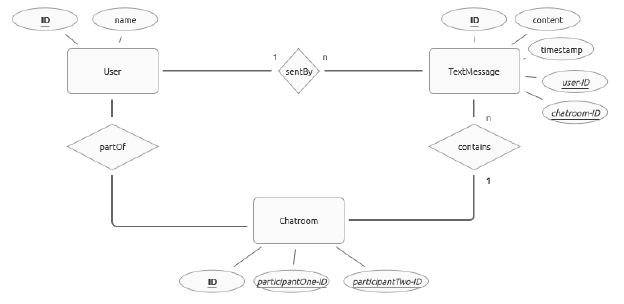 ID
name
ID
content
timestamp
user-ID
chatroom-ID
User
1
sentBy
n
TextMessage
n
partOf
contains
1
Chatroom
ID
participantOne-ID
participantTwo-ID